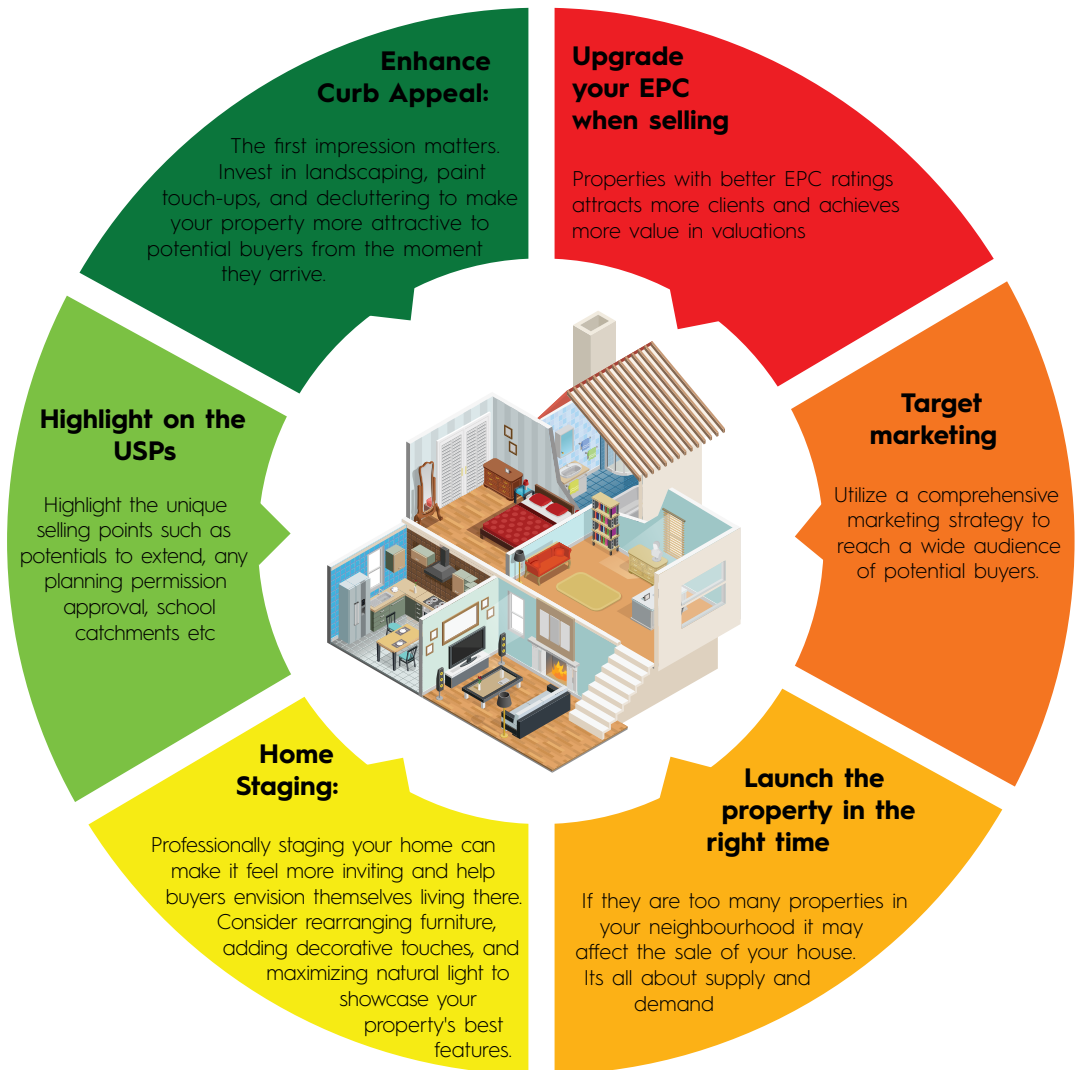 Enhance
Curb Appeal:
The first impression matters.
Invest in landscaping, paint
touch-ups, and decluttering to make
your property more attractive to
potential buyers from the moment
they arrive.
Upgrade
your EPC
when selling
Properties with better EPC ratings
attracts more clients and achieves
more value in valuations
Target
marketing
Utilize a comprehensive
marketing strategy to
reach a wide audience
of potential buyers.
Launch the
property in the
right time
If they are too many properties in
your neighbourhood it may
affect the sale of your house.
Its all about supply and
demand
Home
Staging:
Professionally staging your home can
make it feel more inviting and help
buyers envision themselves living there.
Consider rearranging furniture,
adding decorative touches, and
maximizing natural light to
showcase your
property's best
features.
Highlight on the
USPs
Highlight the unique
selling points such as
potentials to extend, any
planning permission
approval, school
catchments etc